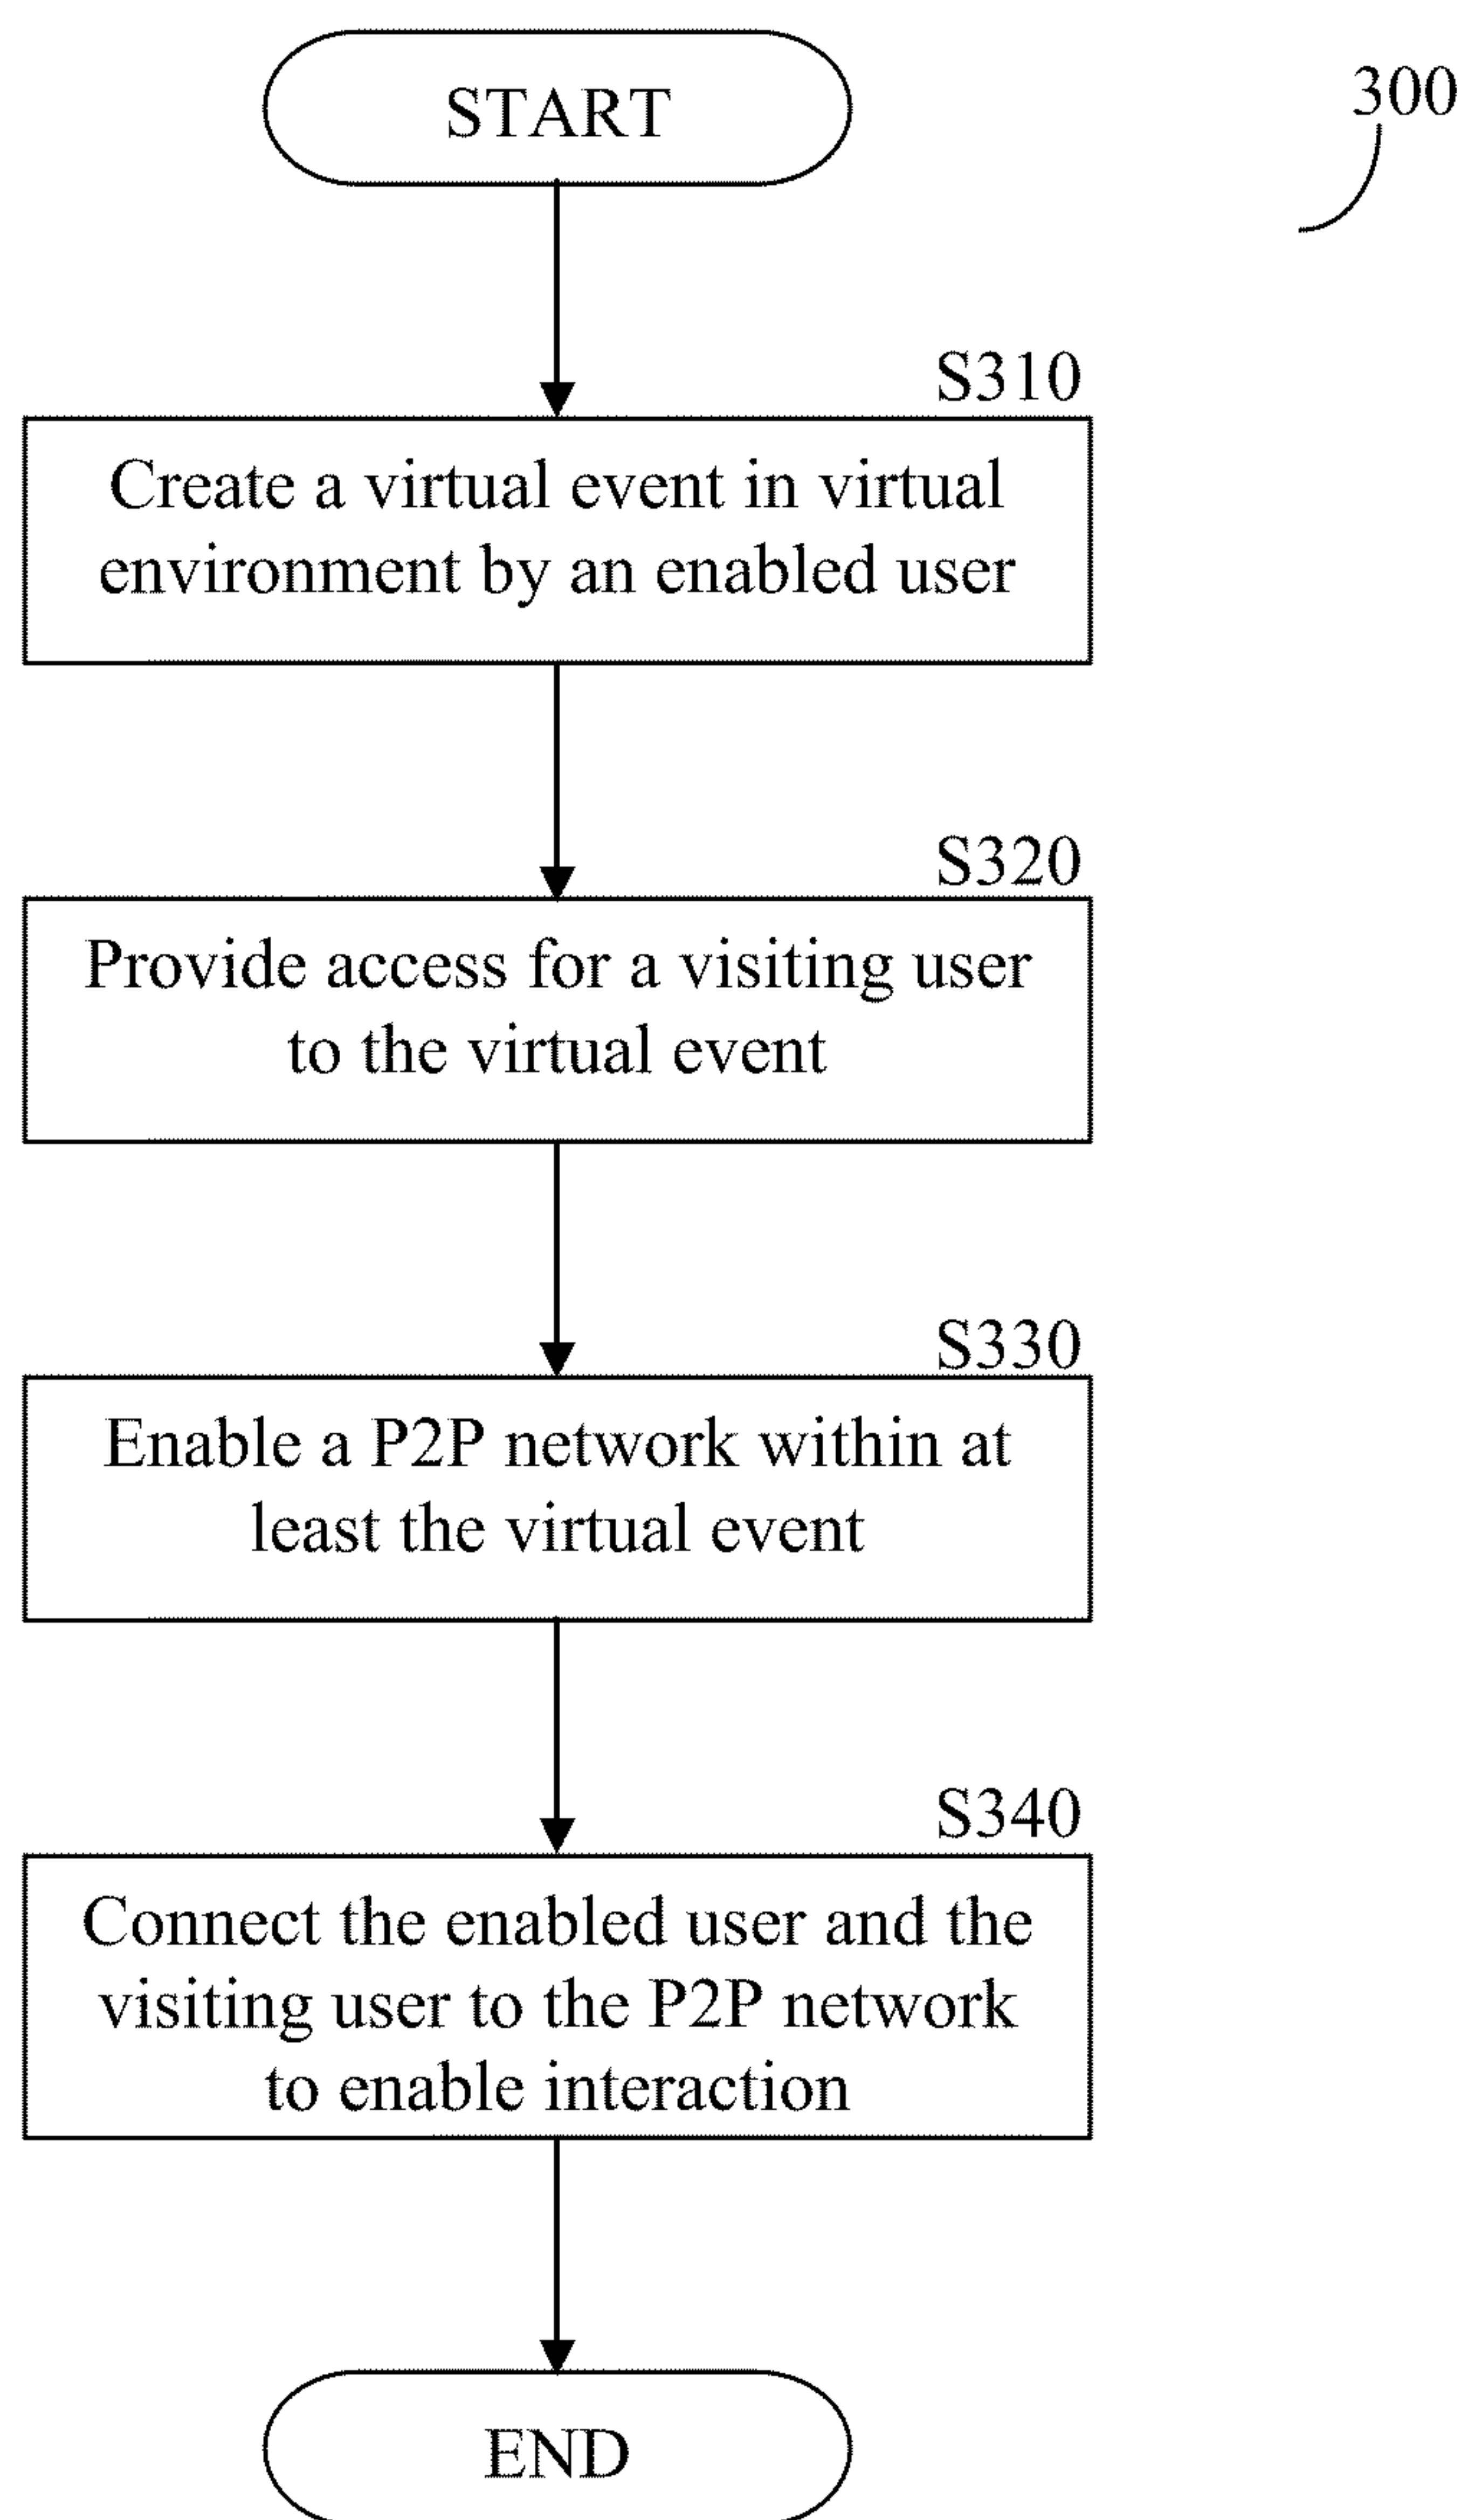 START
300
S310
Create a virtual event in virtual
environment by an enabled user
S320
Provide access for a visiting user
to the virtual event
S330
Enable a P2P network within at
least the virtual event
S340
Connect the enabled user and the
visiting user to the P2P network
to enable interaction
END